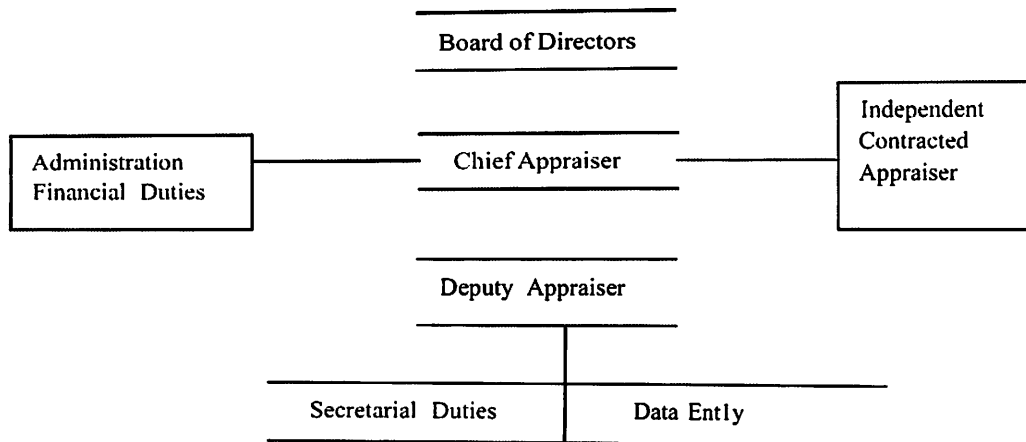 Board of Directors
Independent
Contracted
Appraiser
Administration
Financial Duties
Chief Appraiser
Deputy Appraiser
Secretarial Duties
Data Ently